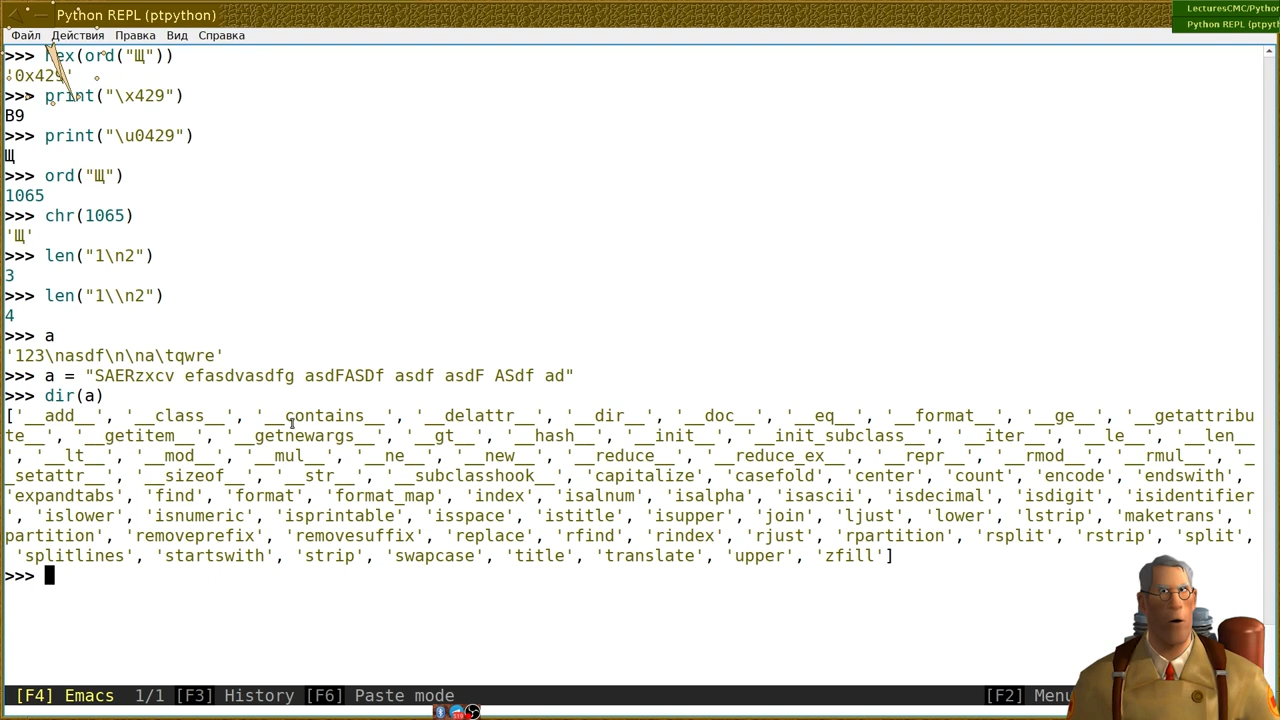 Python REPL (ptpython)
LecturesCMC/Python
Python REPL (ptpyt
Файл Действия Правка Вид Справка
>>> hex(ord("Щ"))
'0x429'
>>> print("\x429")
B9
>>> print("\u0429")
Щ
>>> ord("Щ")
1065
>>> chr(1065)
'Щ'
>>> len("1\n2")
3
>>> len("1\\n2")
4
>>> a
'123\nasdf\n\na\tqwre'
>>> a = "SAERzxcv efasdvasdfg asdFASDf asdf asdF ASdf ad"
>>> dir(a)
['__add__', '__class__', '__contains__', '__delattr__', '__dir__', '__doc__', '__eq__', '__format__', '__ge__', '__getattribu
te__', '__getitem__', '__getnewargs__', '__gt__', '__hash__', '__init__', '__init_subclass__', '__iter__', '__le__', '__len__
', '__lt__', '__mod__', '__mul__', '__ne__', '__new__', '__reduce__', '__reduce_ex__', '__repr__', '__rmod__', '__rmul__', '_
_setattr__', '__sizeof__', '__str__', '__subclasshook__', 'capitalize', 'casefold', 'center', 'count', 'encode', 'endswith',
'expandtabs', 'find', 'format', 'format_map', 'index', 'isalnum', 'isalpha', 'isascii', 'isdecimal', 'isdigit', 'isidentifier
', 'islower', 'isnumeric', 'isprintable', 'isspace', 'istitle', 'isupper', 'join', 'ljust', 'lower', 'lstrip', 'maketrans', '
partition', 'removeprefix', 'removesuffix', 'replace', 'rfind', 'rindex', 'rjust', 'rpartition', 'rsplit', 'rstrip', 'split',
'splitlines', 'startswith', 'strip', 'swapcase', 'title', 'translate', 'upper', 'zfill']
>>>
[F4] Emacs 1/1 [F3] History [F6] Paste mode [F2] Menu